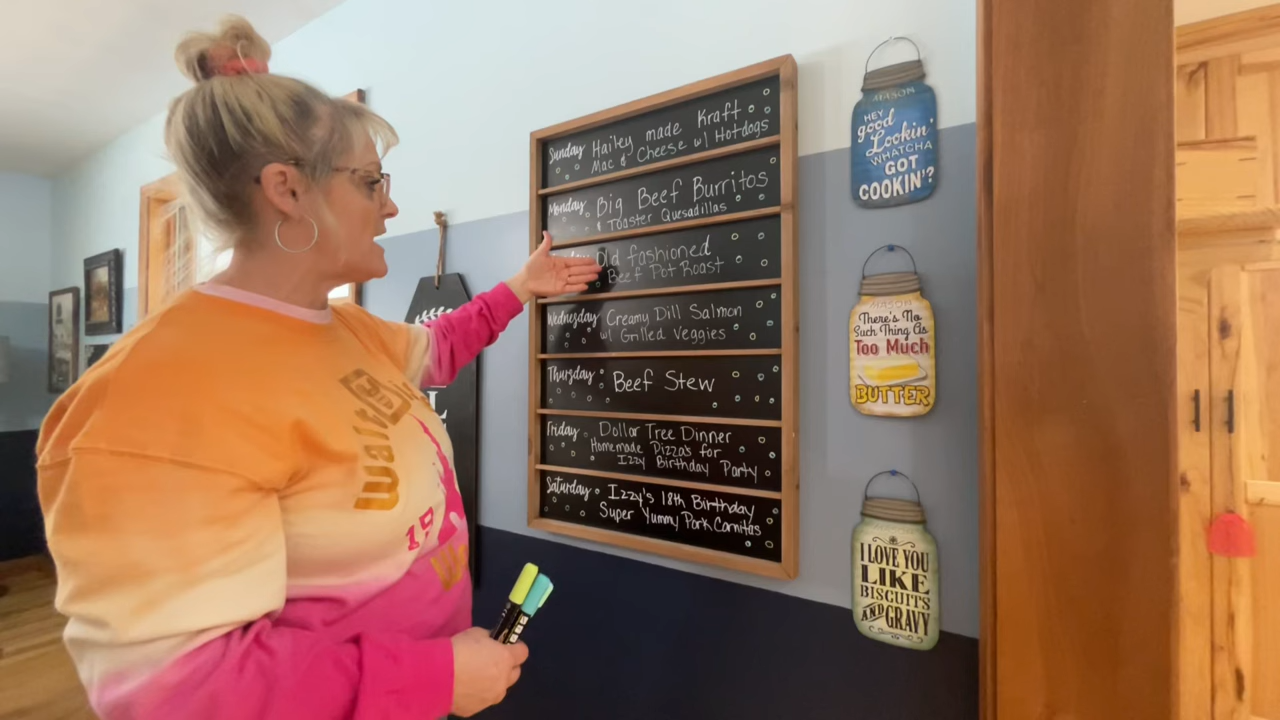 Sunday
Hailey made Kraft
Mac & Cheese w/ Hotdogs
Monday
Big Beef Burritos
& Toaster Quesadillas
Old fashioned
Beef Pot Roast
Wednesday
Creamy Dill Salmon
w/ Grilled Veggies
Thursday
Beef Stew
Friday
Dollar Tree Dinner
Homemade Pizza's for
Izzy Birthday Party
Saturday
Izzy's 18th Birthday
Super Yummy Pork Carnitas
MASON
HEY
good
Lookin'
WHATCHA
GOT
COOKIN'?
MASON
There's No
Such Thing As
Too Much
BUTTER
I LOVE YOU
LIKE
BISCUITS
AND GRAVY
19